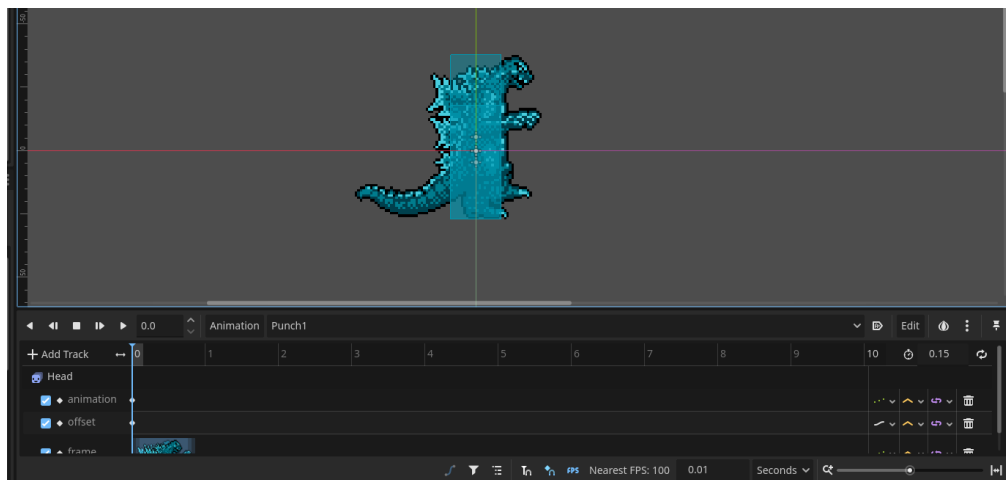 50
0
50
0.0 Animation Punch1 Edit
Add Track 0 1 2 3 4 5 6 7 8 9 10 0.15
Head
animation
offset
frame
FPS Nearest FPS: 100 0.01 Seconds